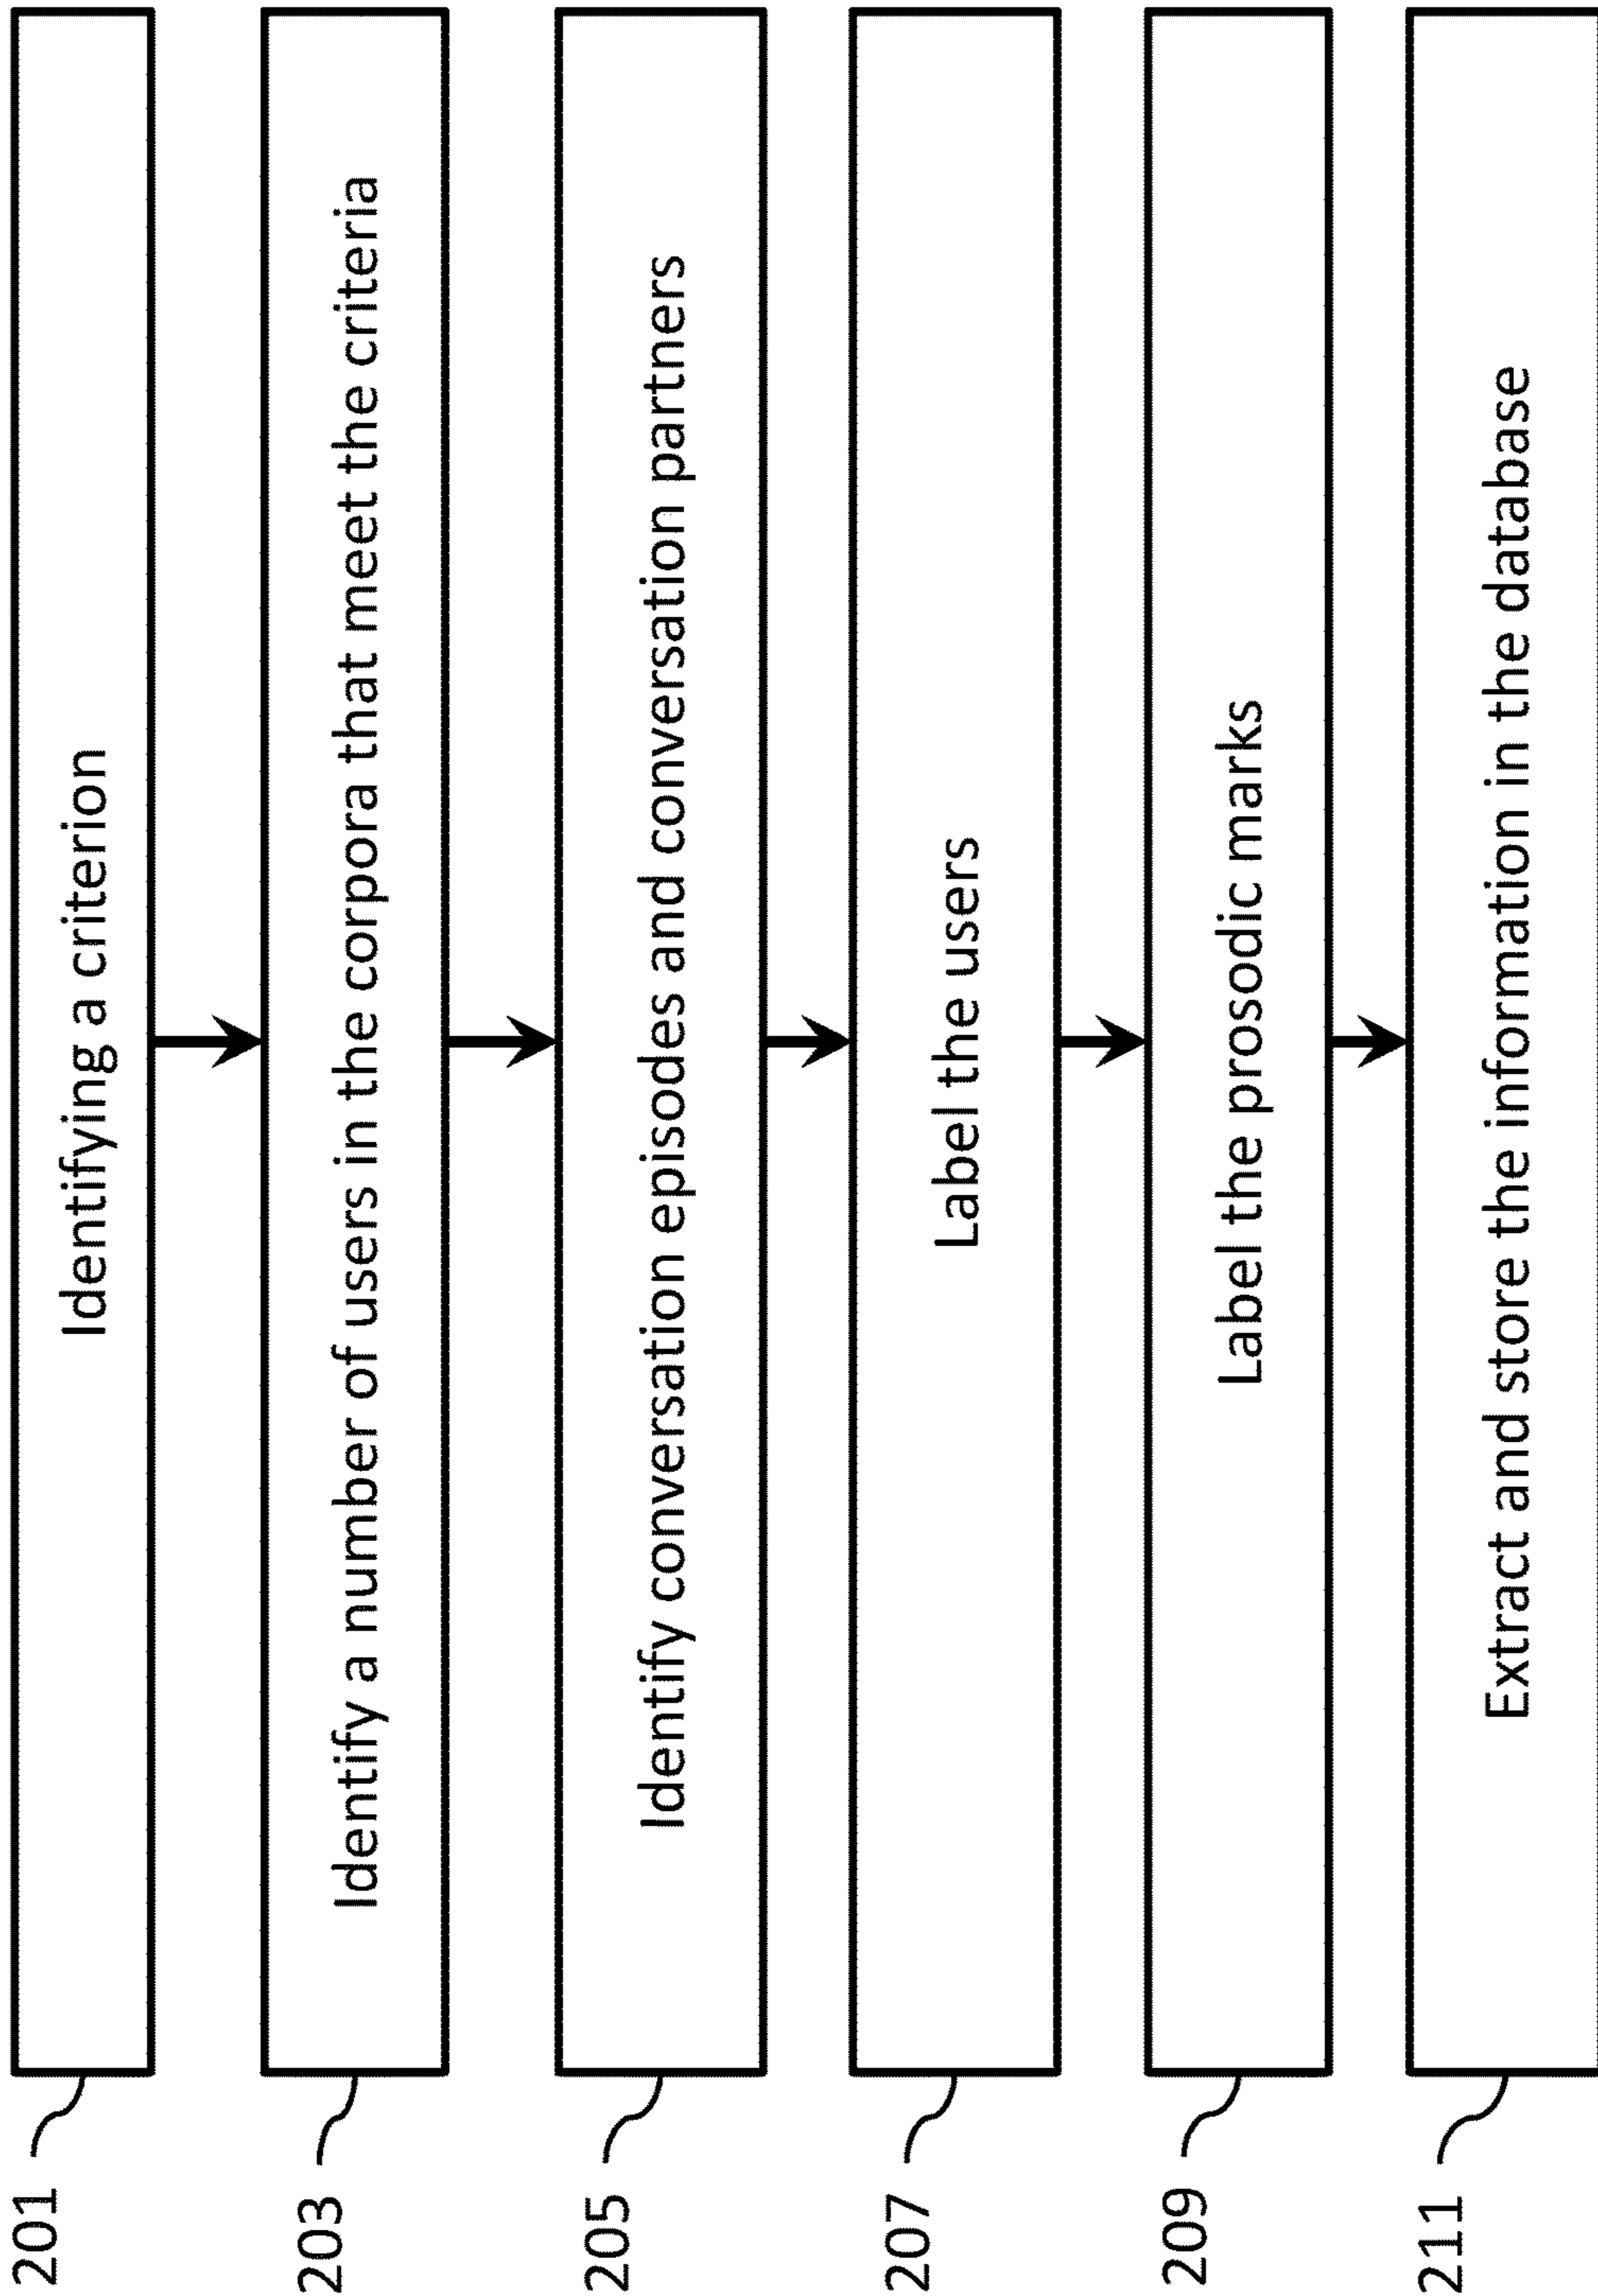 201
Identifying a criterion
203
Identify a number of users in the corpora that meet the criteria
205
Identify conversation episodes and conversation partners
207
Label the users
209
Label the prosodic marks
211
Extract and store the information in the database